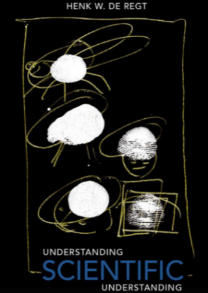 HENK W. DE REGT
UNDERSTANDING
SCIENTIFIC
UNDERSTANDING